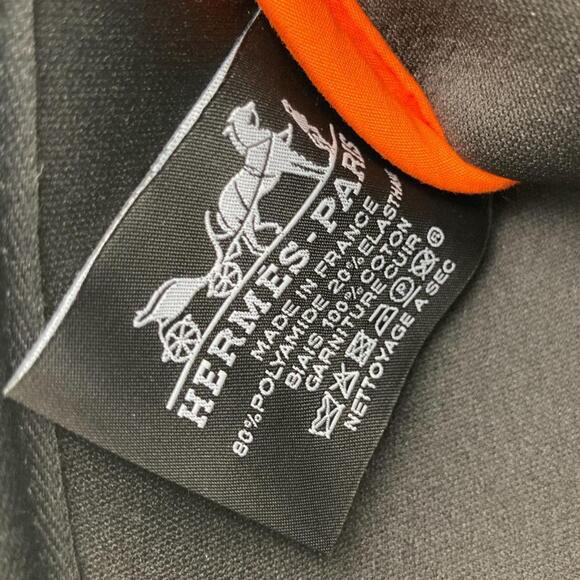 HERMÈS-PARIS
MADE IN FRANCE
80%POLYAMIDE 20%ELASTHANE
BIAIS 100%COTON
GARNITURE CUIR
NETTOYAGE A SEC